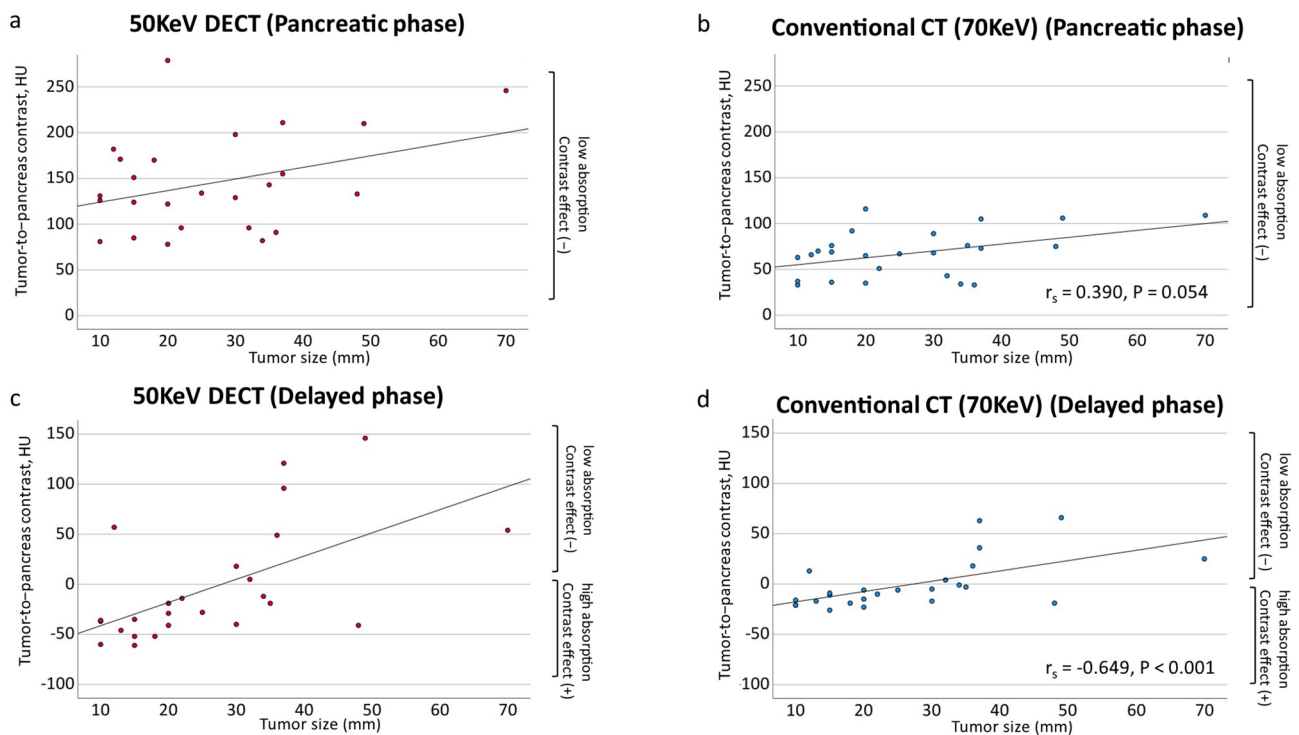 a
50KeV DECT (Pancreatic phase)
Tumor-to-pancreas contrast, HU
250
200
150
100
50
0
10 20 30 40 50 60 70
Tumor size (mm)
low absorption
Contrast effect (−)
b
Conventional CT (70KeV) (Pancreatic phase)
Tumor-to-pancreas contrast, HU
250
200
150
100
50
0
rs = 0.390, P = 0.054
10 20 30 40 50 60 70
Tumor size (mm)
low absorption
Contrast effect (−)
c
50KeV DECT (Delayed phase)
Tumor-to-pancreas contrast, HU
150
100
50
0
-50
-100
10 20 30 40 50 60 70
Tumor size (mm)
low absorption
Contrast effect (−)
high absorption
Contrast effect (+)
d
Conventional CT (70KeV) (Delayed phase)
Tumor-to-pancreas contrast, HU
150
100
50
0
-50
-100
rs = -0.649, P < 0.001
10 20 30 40 50 60 70
Tumor size (mm)
low absorption
Contrast effect (−)
high absorption
Contrast effect (+)